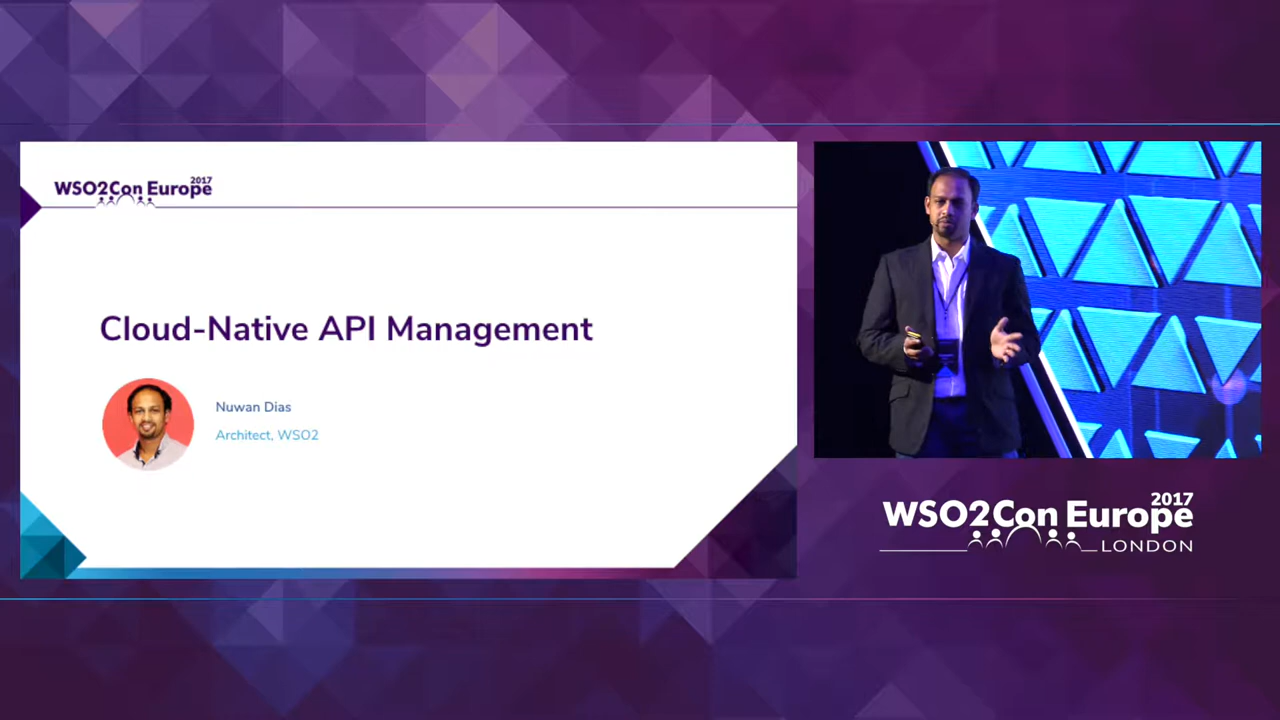 WSO2Con Europe 2017
Cloud-Native API Management
Nuwan Dias
Architect, WSO2
WSO2Con Europe 2017
LONDON